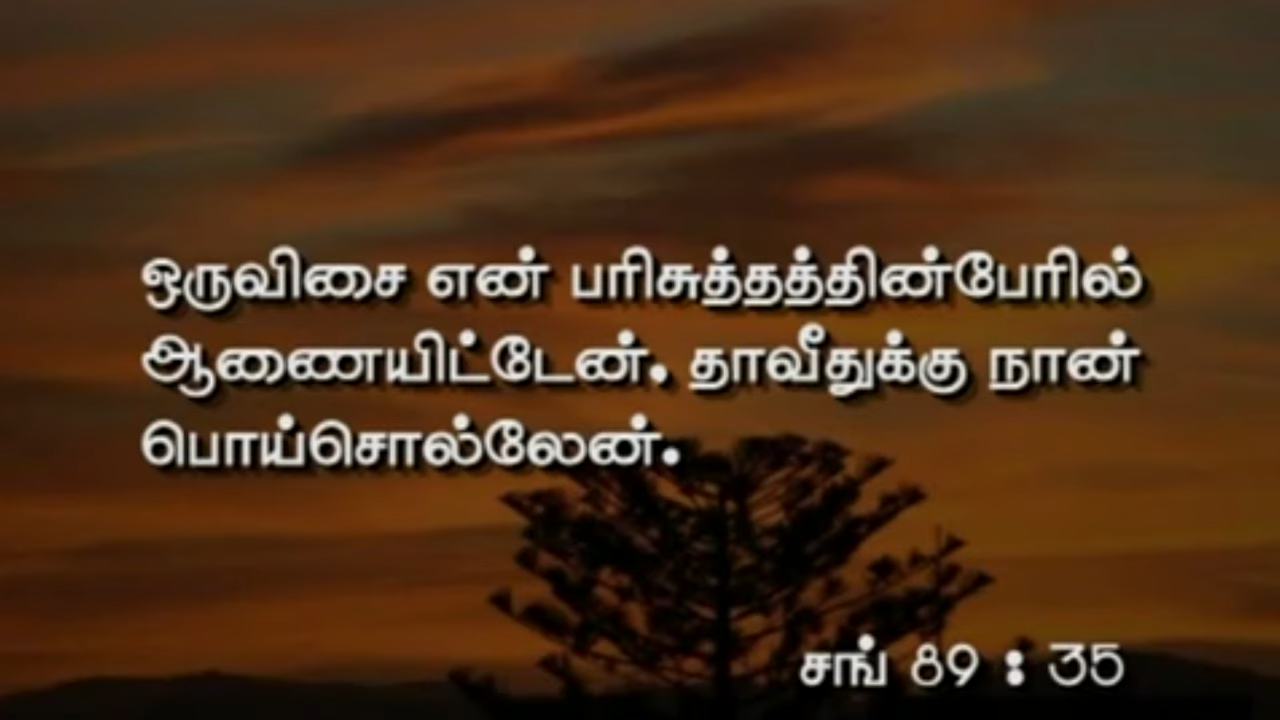 ஒருவிசை என் பரிசுத்தத்தின்பேரில்
ஆணையிட்டேன். தாவீதுக்கு நான்
பொய்சொல்லேன்.
சங் 89 : 35